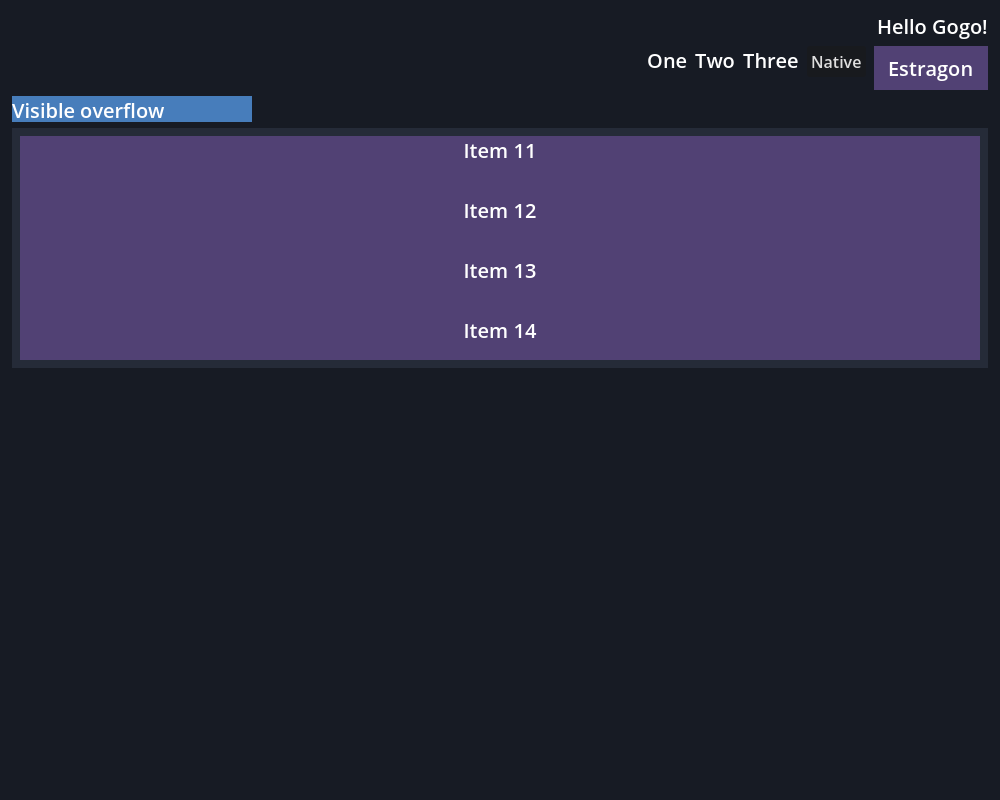 Hello Gogo!
One Two Three Native Estragon
Visible overflow
Item 11
Item 12
Item 13
Item 14